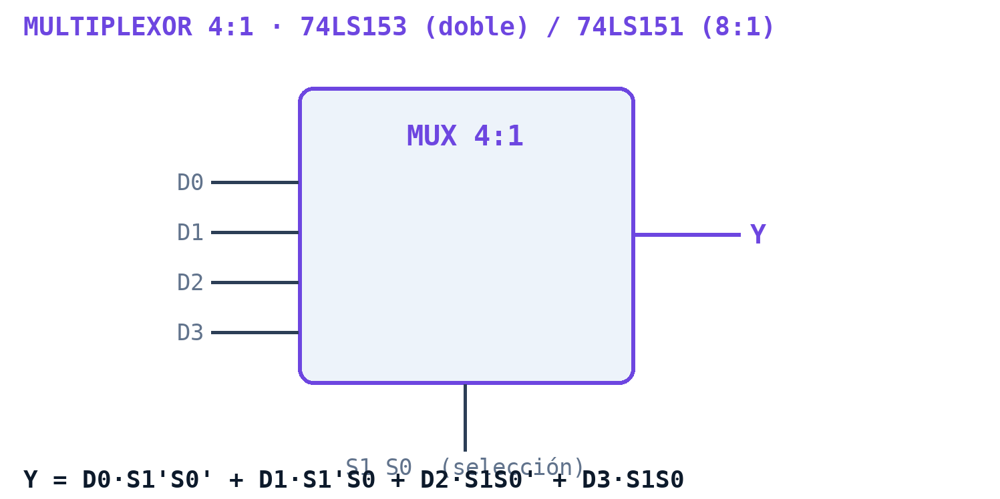 MULTIPLEXOR 4:1 · 74LS153 (doble) / 74LS151 (8:1)
MUX 4:1
D0
D1
Y
D2
D3
S1 S0 (selección)
Y = D0·S1'S0' + D1·S1'S0 + D2·S1S0' + D3·S1S0